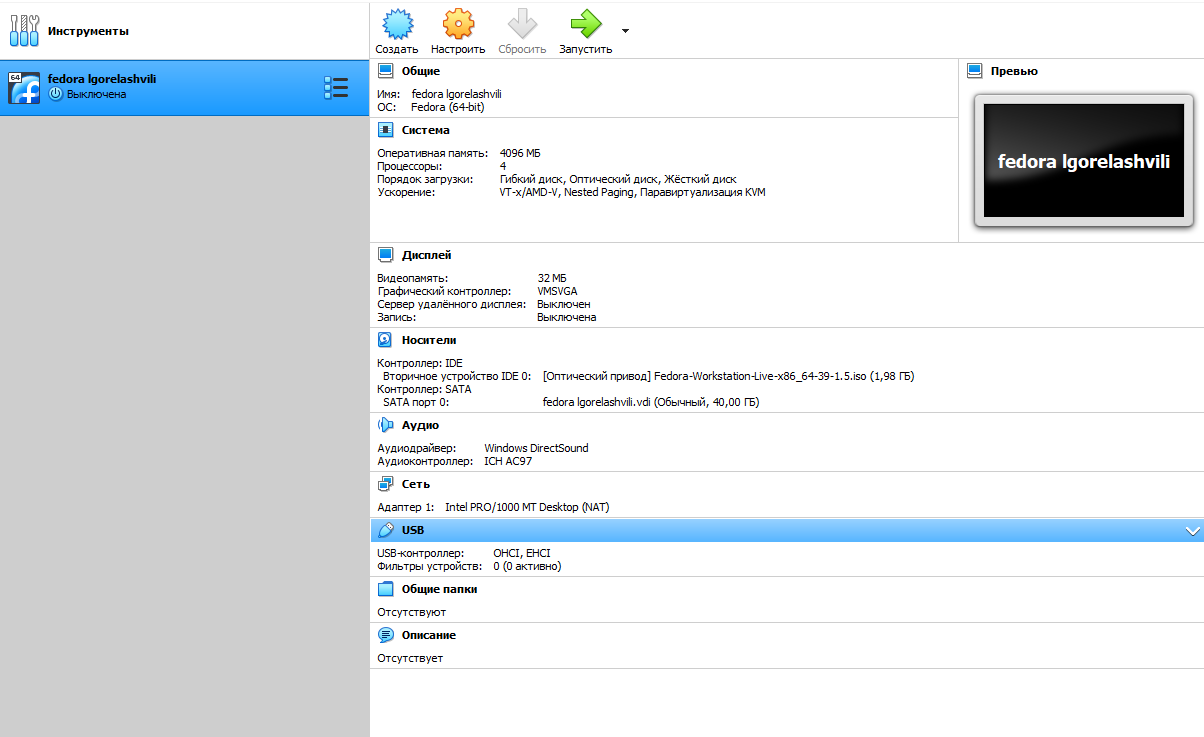 Инструменты
64
fedora lgorelashvili
Выключена
Создать Настроить Сбросить Запустить
Общие
Имя: fedora lgorelashvili
ОС: Fedora (64-bit)
Система
Оперативная память: 4096 МБ
Процессоры: 4
Порядок загрузки: Гибкий диск, Оптический диск, Жёсткий диск
Ускорение: VT-x/AMD-V, Nested Paging, Паравиртуализация KVM
Превью
fedora lgorelashvili
Дисплей
Видеопамять: 32 МБ
Графический контроллер: VMSVGA
Сервер удалённого дисплея: Выключен
Запись: Выключена
Носители
Контроллер: IDE
Вторичное устройство IDE 0: [Оптический привод] Fedora-Workstation-Live-x86_64-39-1.5.iso (1,98 ГБ)
Контроллер: SATA
SATA порт 0: fedora lgorelashvili.vdi (Обычный, 40,00 ГБ)
Аудио
Аудиодрайвер: Windows DirectSound
Аудиоконтроллер: ICH AC97
Сеть
Адаптер 1: Intel PRO/1000 MT Desktop (NAT)
USB
USB-контроллер: OHCI, EHCI
Фильтры устройств: 0 (0 активно)
Общие папки
Отсутствуют
Описание
Отсутствует